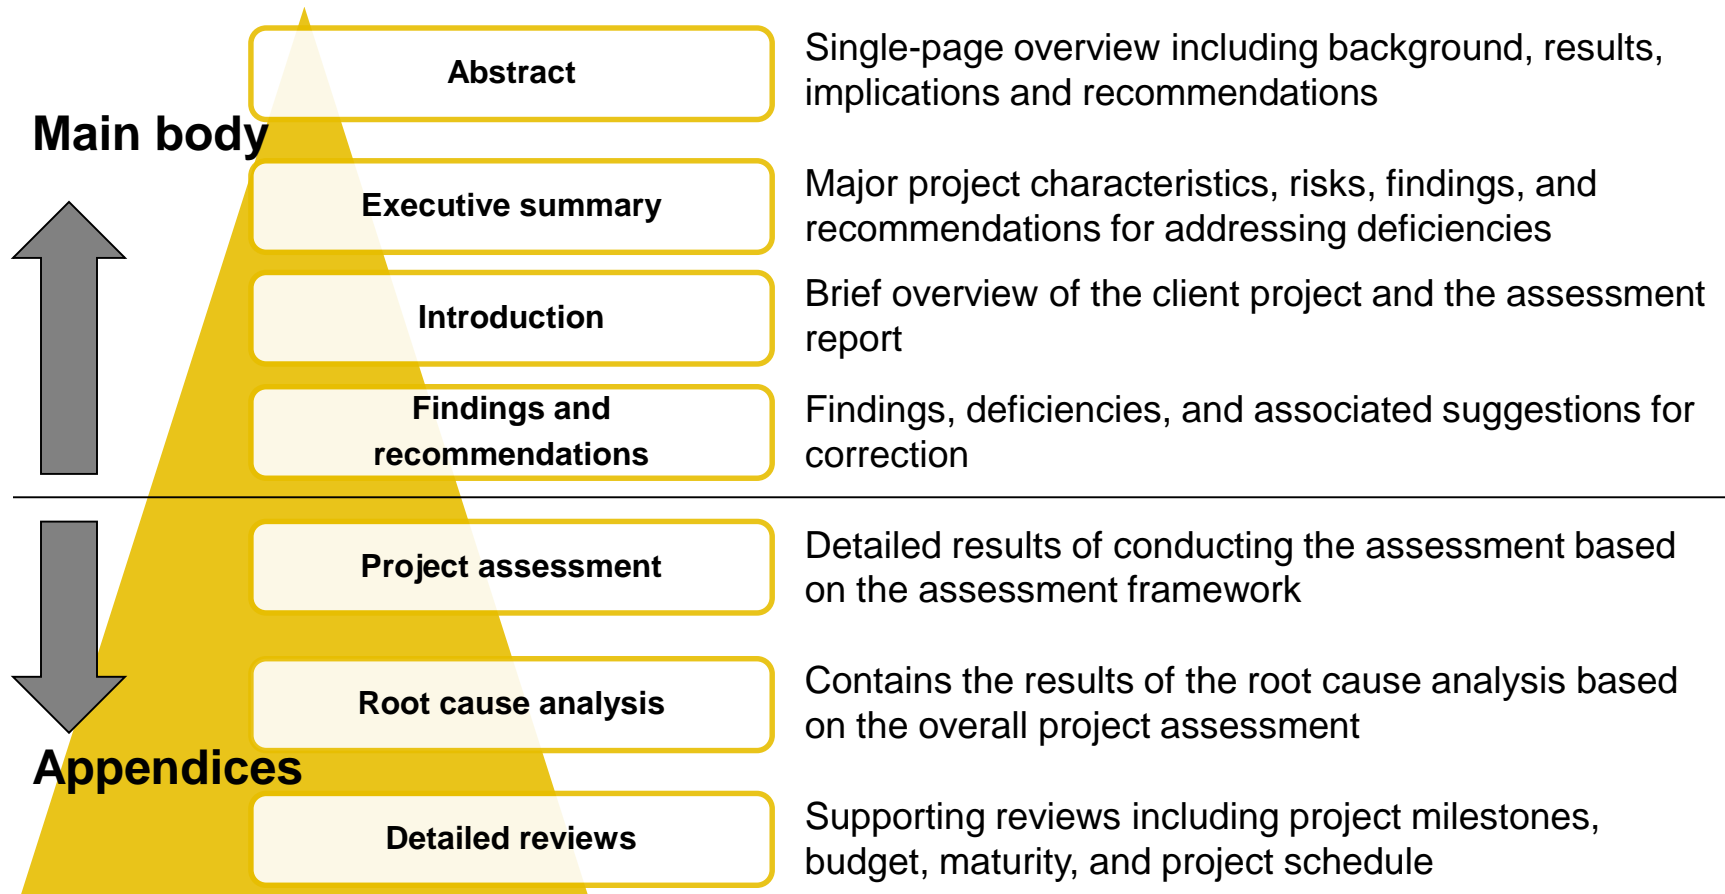 Abstract
Single-page overview including background, results,
implications and recommendations
Main body
Executive summary
Major project characteristics, risks, findings, and
recommendations for addressing deficiencies
Introduction
Brief overview of the client project and the assessment
report
Findings and
recommendations
Findings, deficiencies, and associated suggestions for
correction
Project assessment
Detailed results of conducting the assessment based
on the assessment framework
Root cause analysis
Contains the results of the root cause analysis based
on the overall project assessment
Appendices
Detailed reviews
Supporting reviews including project milestones,
budget, maturity, and project schedule